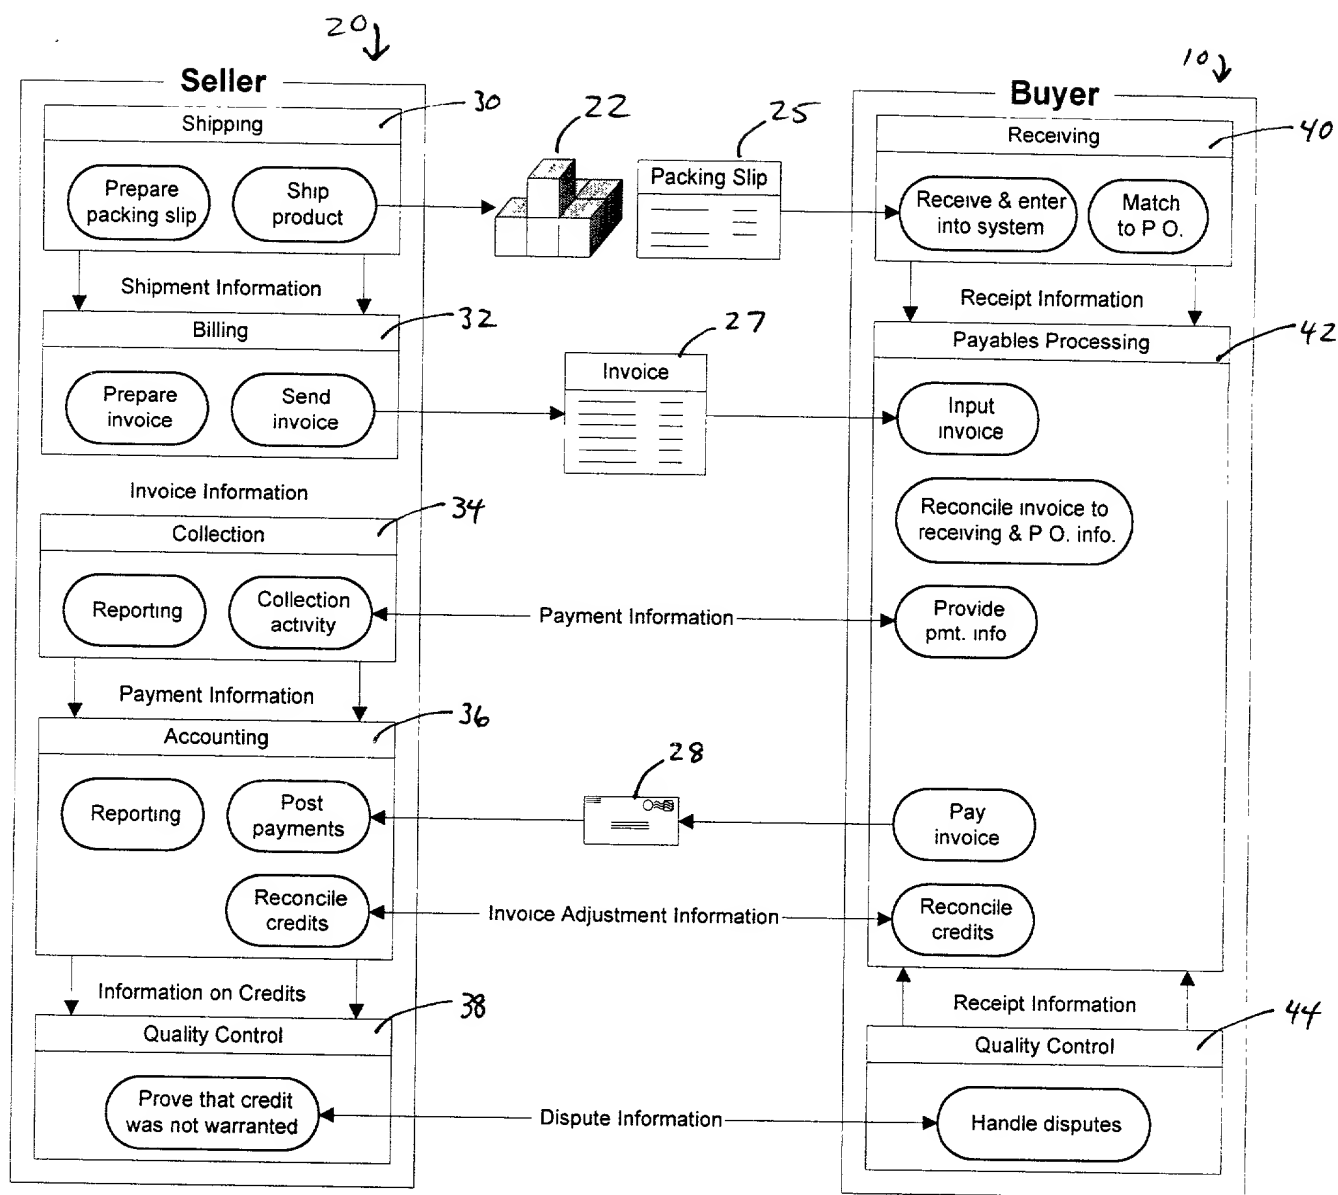 20
10
Seller
Buyer
30
22
25
40
Shipping
Receiving
Packing Slip
Prepare
packing slip
Ship
product
Receive & enter
into system
Match
to P O.
Shipment Information
Receipt Information
32
27
42
Billing
Payables Processing
Invoice
Prepare
invoice
Send
invoice
Input
invoice
Invoice Information
34
Reconcile invoice to
receiving & P O. info.
Collection
Reporting
Collection
activity
Payment Information
Provide
pmt. info
Payment Information
36
Accounting
28
Reporting
Post
payments
Pay
invoice
Reconcile
credits
Invoice Adjustment Information
Reconcile
credits
Information on Credits
Receipt Information
38
44
Quality Control
Quality Control
Prove that credit
was not warranted
Dispute Information
Handle disputes